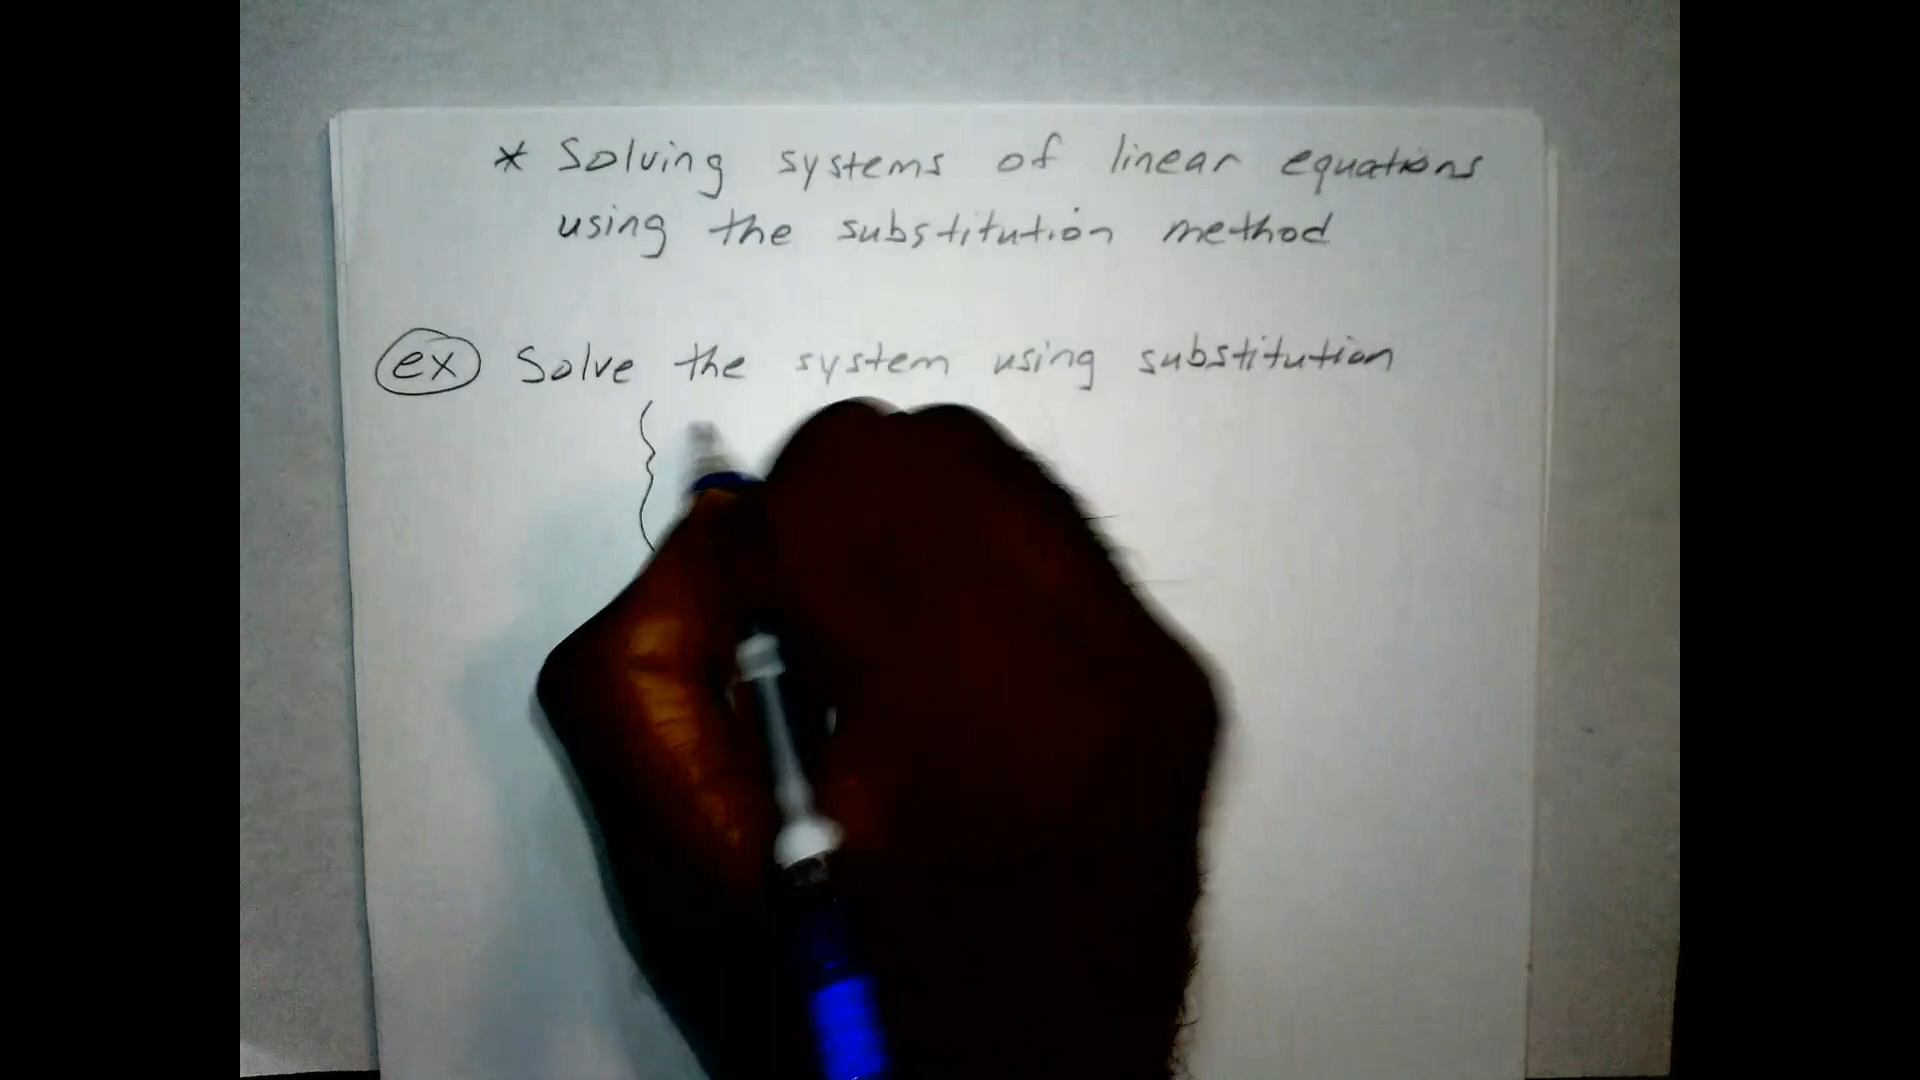 * Solving systems of linear equations
using the substitution method
ex Solve the system using substitution
{